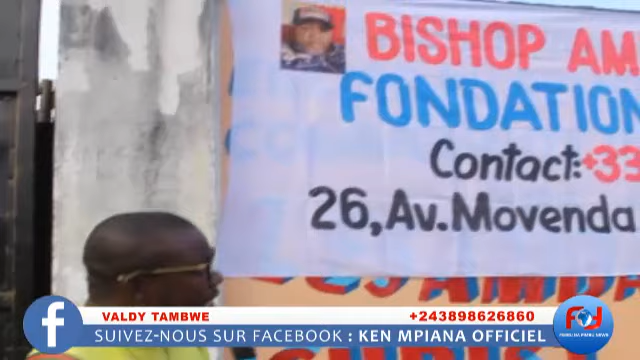 BISHOP AM
FONDATION
Contact:+33
26,Av.Movenda
VALDY TAMBWE
+243898626860
SUIVEZ-NOUS SUR FACEBOOK : KEN MPIANA OFFICIEL